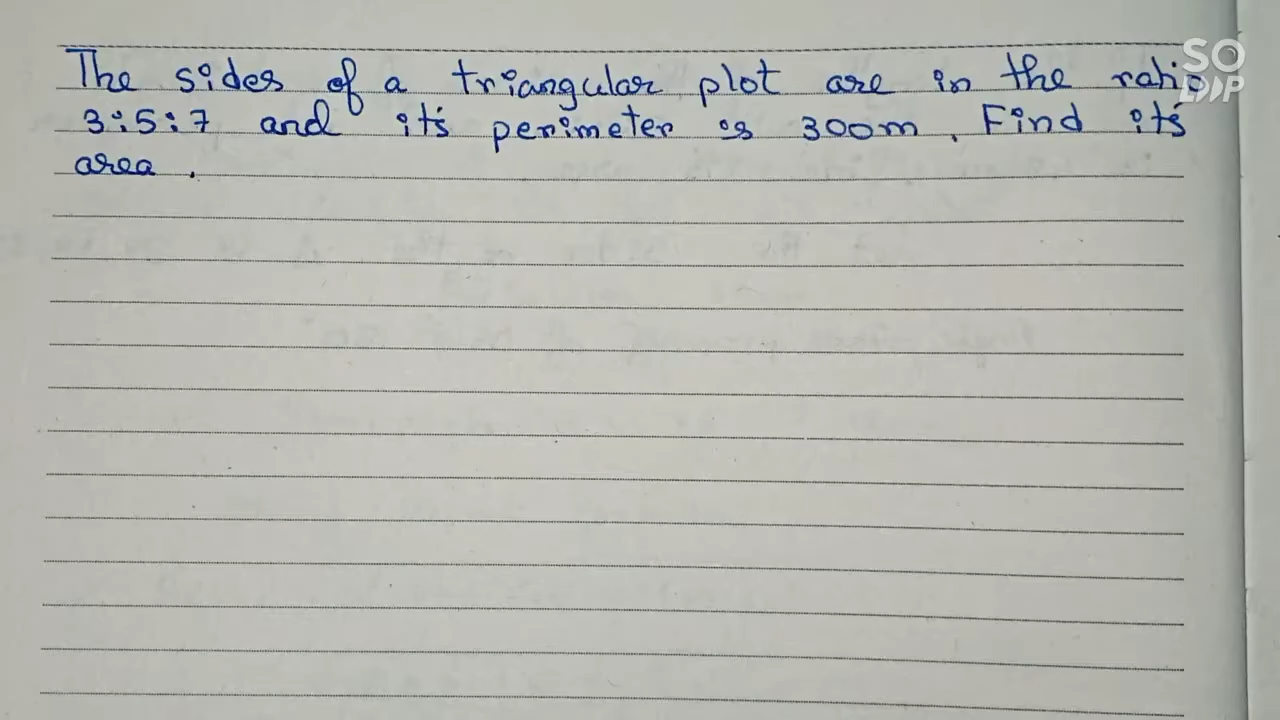 The sides of a triangular plot are in the ratio
3:5:7 and it's perimeter is 300m. Find it's
area.
SO
DIP